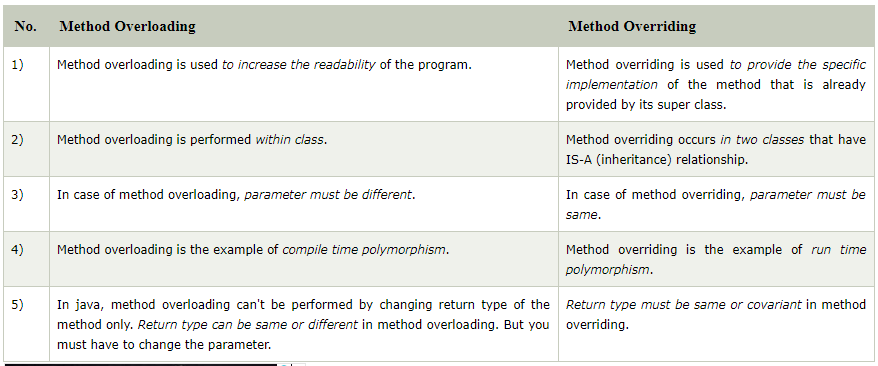 No. Method Overloading Method Overriding
1) Method overloading is used to increase the readability of the program.
Method overriding is used to provide the specific
implementation of the method that is already
provided by its super class.
2) Method overloading is performed within class.
Method overriding occurs in two classes that have
IS-A (inheritance) relationship.
3) In case of method overloading, parameter must be different.
In case of method overriding, parameter must be
same.
4) Method overloading is the example of compile time polymorphism.
Method overriding is the example of run time
polymorphism.
5) In java, method overloading can't be performed by changing return type of the
method only. Return type can be same or different in method overloading. But you
must have to change the parameter.
Return type must be same or covariant in method
overriding.